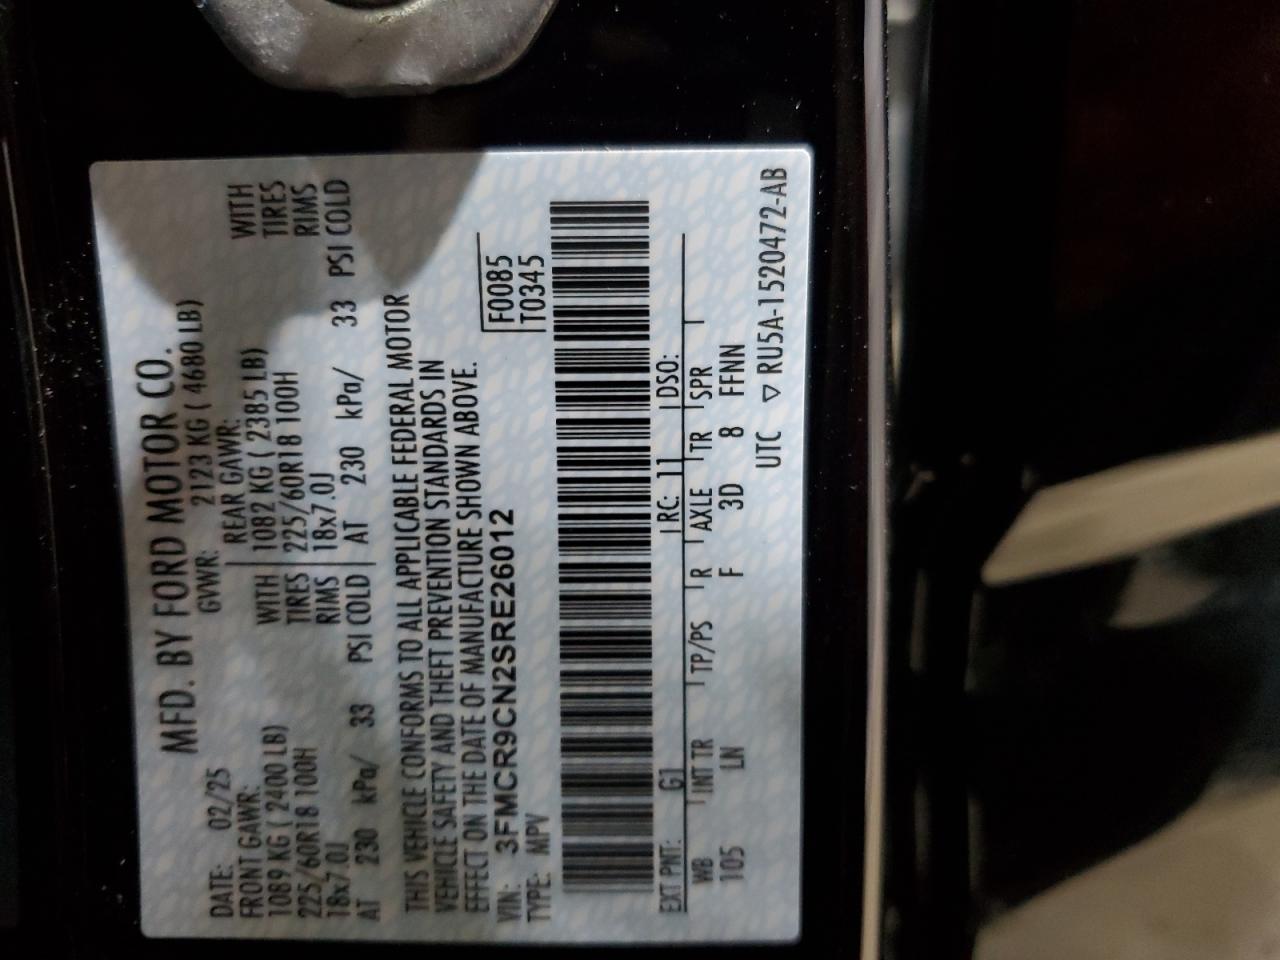 MFD. BY FORD MOTOR CO.
DATE: 02/25 GVWR: 2123 KG ( 4680 LB)
FRONT GAWR: REAR GAWR:
1089 KG ( 2400 LB) WITH 1082 KG ( 2385 LB) WITH
225/60R18 100H TIRES 225/60R18 100H TIRES
18x7.0J RIMS 18x7.0J RIMS
AT 230 kPa/ 33 PSI COLD AT 230 kPa/ 33 PSI COLD
THIS VEHICLE CONFORMS TO ALL APPLICABLE FEDERAL MOTOR
VEHICLE SAFETY AND THEFT PREVENTION STANDARDS IN
EFFECT ON THE DATE OF MANUFACTURE SHOWN ABOVE.
VIN: 3FMCR9CN2SRE26012 F0085
TYPE: MPV T0345
EXT PNT: G1 RC: 11 DSO:
WB INT TR TP/PS R AXLE TR SPR
105 LN F 3D 8 FFNN
UTC ▽ RU5A-1520472-AB